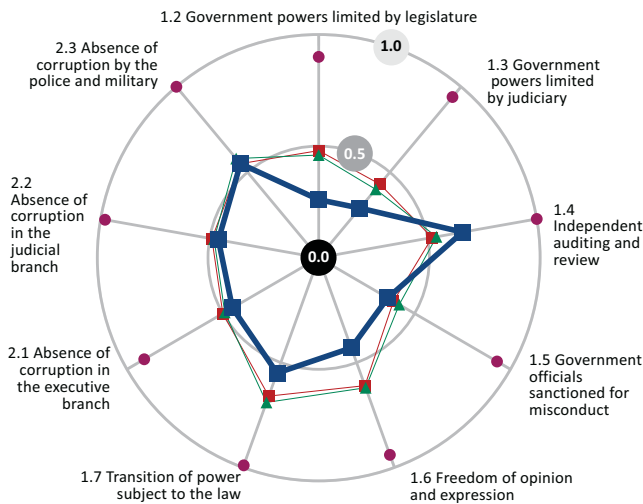 1.2 Government powers limited by legislature
1.0
2.3 Absence of
corruption by the
police and military
1.3 Government
powers limited
by judiciary
0.5
2.2
Absence of
corruption
in the
judicial
branch
1.4
Independent
auditing and
review
0.0
2.1 Absence of
corruption in
the executive
branch
1.5 Government
officials
sanctioned for
misconduct
1.7 Transition of power
subject to the law
1.6 Freedom of opinion
and expression